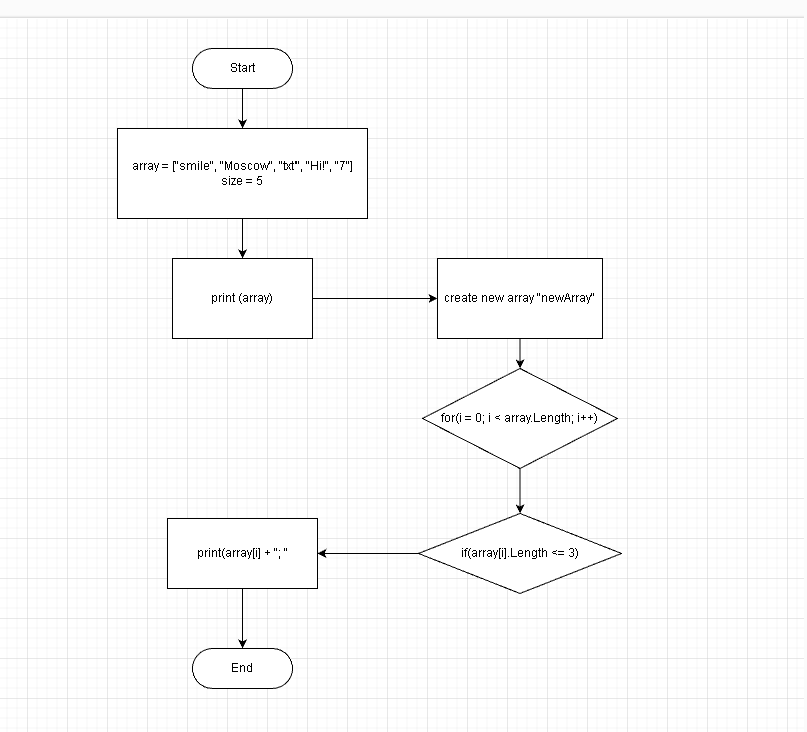 Start
array = ["smile", "Moscow", "txt", "Hi!", "7"]
size = 5
print (array)
create new array "newArray"
for(i = 0; i < array.Length; i++)
if(array[i].Length <= 3)
print(array[i] + "; "
End